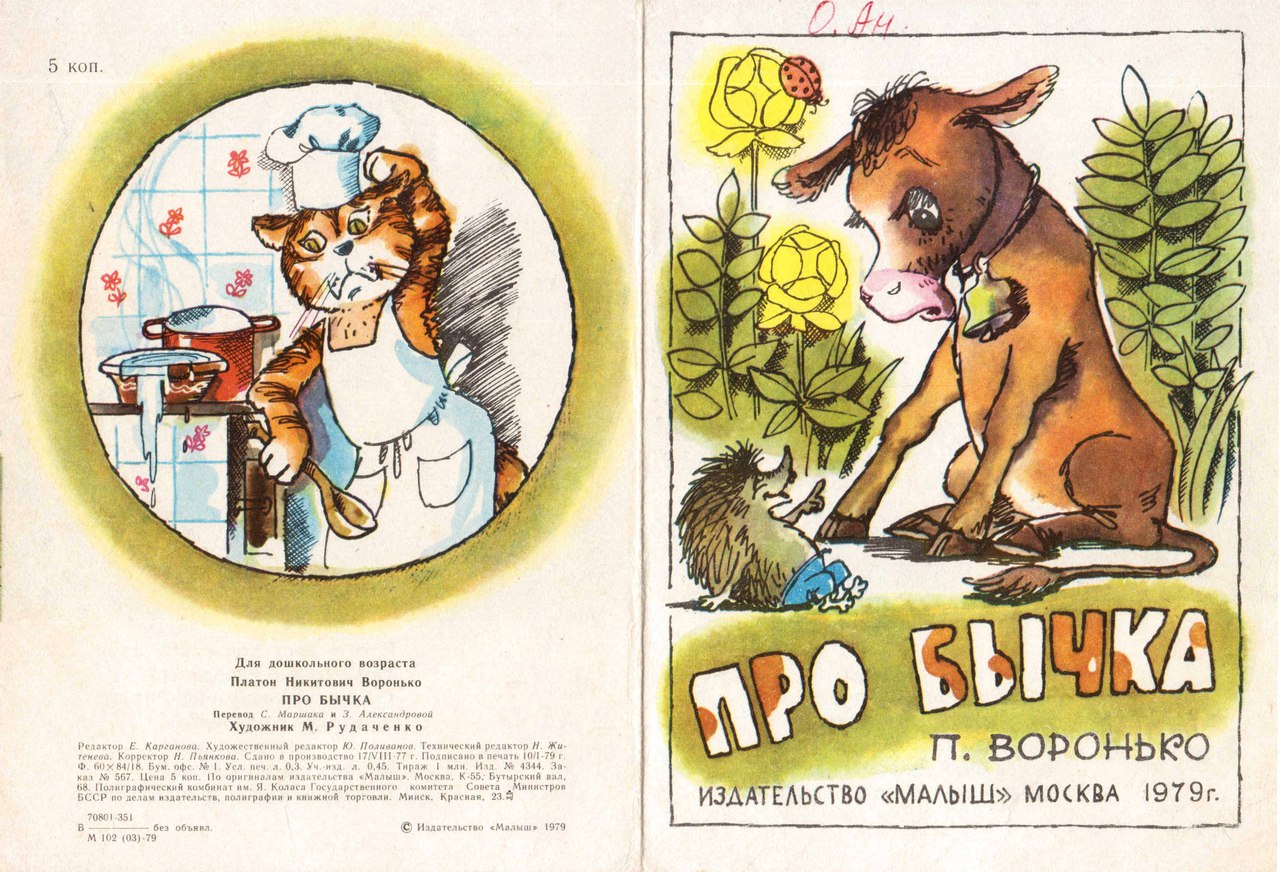 5 коп.
Для дошкольного возраста
Платон Никитович Воронько
ПРО БЫЧКА
Перевод С. Маршака и З. Александровой
Художник М. Рудаченко
Редактор Е. Карганова. Художественный редактор Ю. Поливанов. Технический редактор Н. Жи-
тенева. Корректор Н. Пьянкова. Сдано в производство 17/VIII-77 г. Подписано в печать 10/I-79 г.
Ф. 60×84/18. Бум. офс. № 1. Усл. печ. л. 0,3. Уч.-изд. л. 0,45. Тираж 1 млн. Изд. № 4344. За-
каз № 567. Цена 5 коп. По оригиналам издательства «Малыш». Москва, К-55, Бутырский вал,
68. Полиграфический комбинат им. Я. Коласа Государственного комитета Совета Министров
БССР по делам издательств, полиграфии и книжной торговли. Минск, Красная, 23.
70801-351
В — без объявл.
М 102 (03)-79
© Издательство «Малыш» 1979
О. Ан
ПРО БЫЧКА
П. ВОРОНЬКО
ИЗДАТЕЛЬСТВО «МАЛЫШ» МОСКВА 1979г.